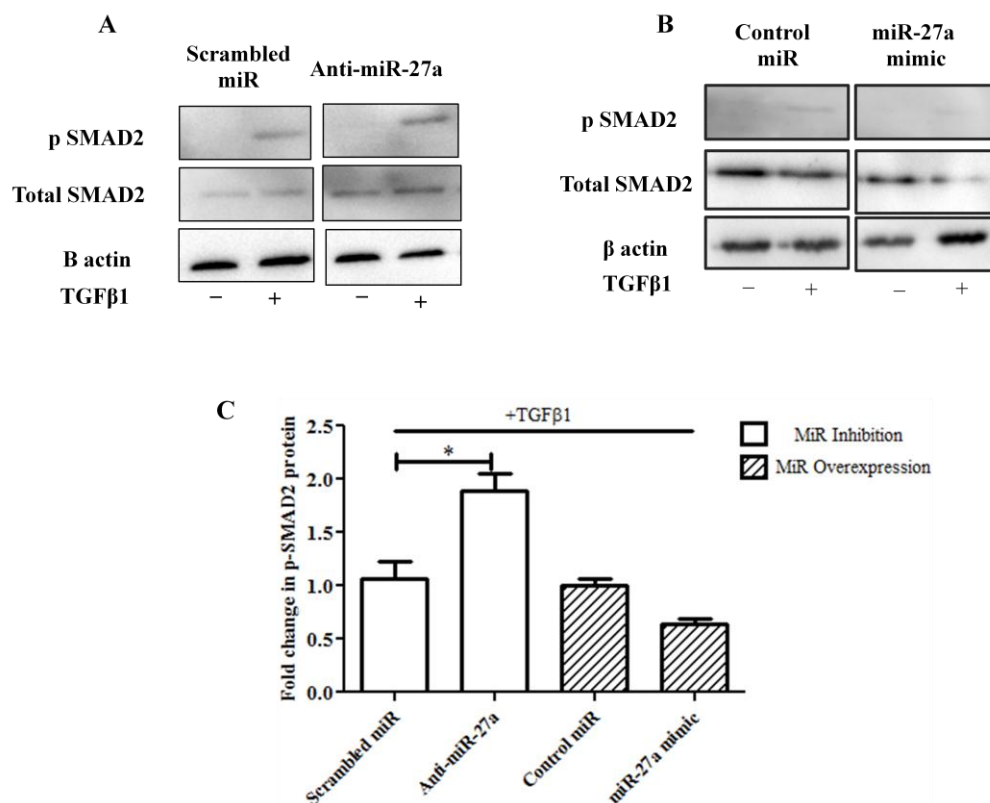 A
Scrambled miR
Anti-miR-27a
p SMAD2
Total SMAD2
B actin
TGFβ1
− + − +
B
Control miR
miR-27a mimic
p SMAD2
Total SMAD2
β actin
TGFβ1
− + − +
C
+TGFβ1
*
MiR Inhibition
MiR Overexpression
Fold change in p-SMAD2 protein
2.5
2.0
1.5
1.0
0.5
0.0
Scrambled miR
Anti-miR-27a
Control miR
miR-27a mimic